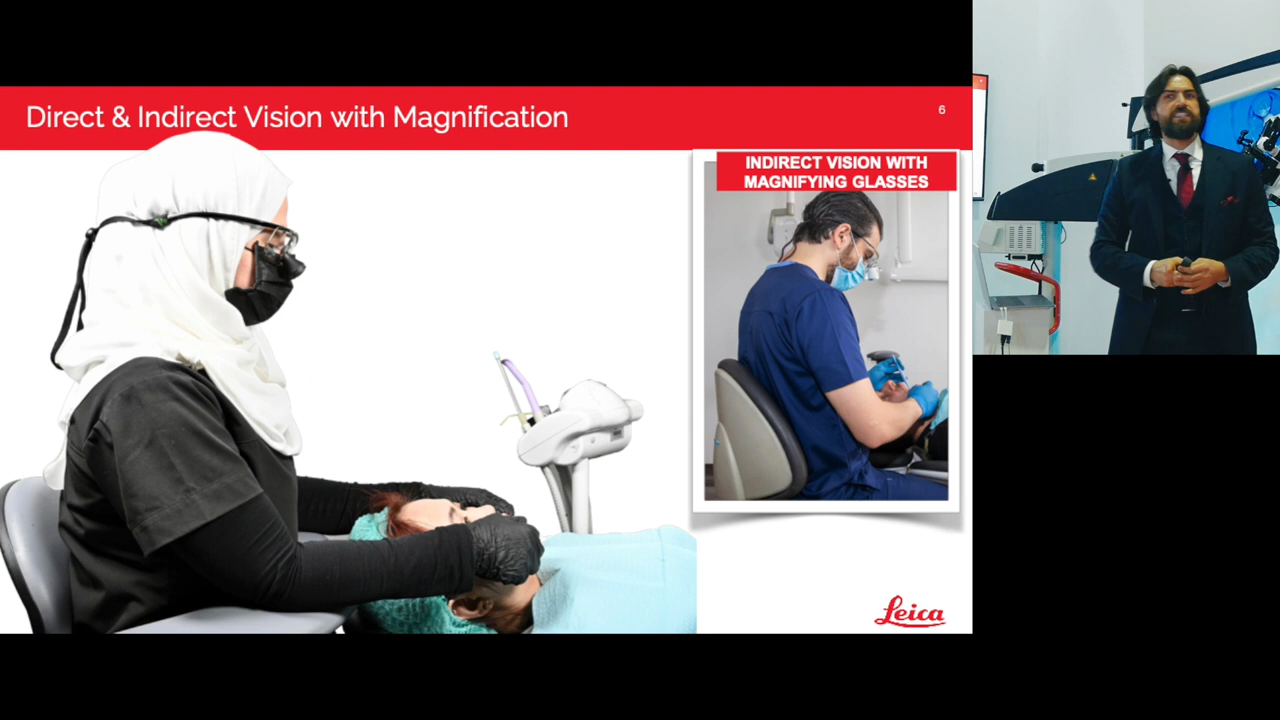 Direct & Indirect Vision with Magnification
6
INDIRECT VISION WITH
MAGNIFYING GLASSES
Leica